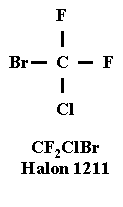 F
Br — C — F
Cl
CF₂ClBr
Halon 1211